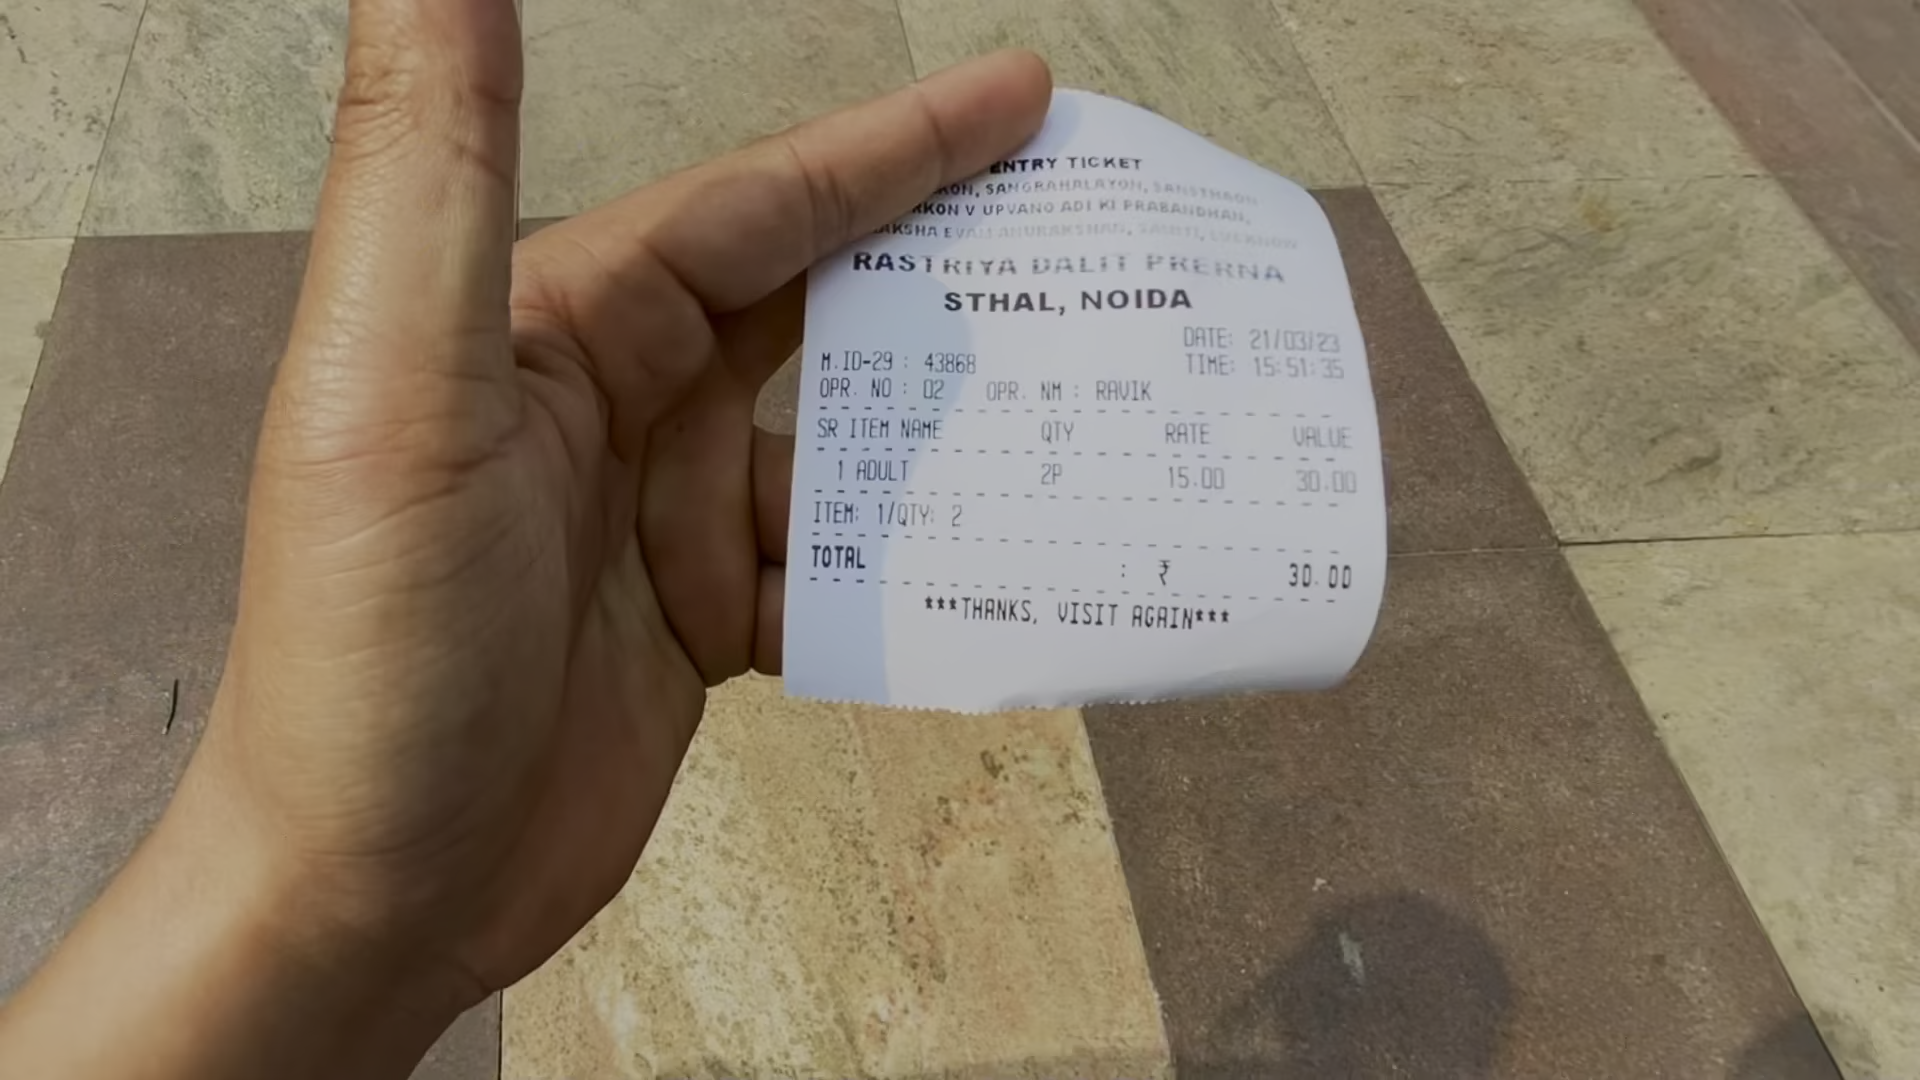 ENTRY TICKET
SANGRAHALAYON, SANSTHAON
V UPVANO ADI KI PRABANDHAN,
EVAM ANURAKSHAN, SAMITI, LUCKNOW
RASTRIYA DALIT PRERNA
STHAL, NOIDA
DATE: 21/03/23
M.ID-29 : 43868 TIME: 15:51:35
OPR. NO : 02 OPR. NM : RAVIK
SR ITEM NAME QTY RATE VALUE
1 ADULT 2P 15.00 30.00
ITEM: 1/QTY: 2
TOTAL : ₹ 30.00
***THANKS, VISIT AGAIN***